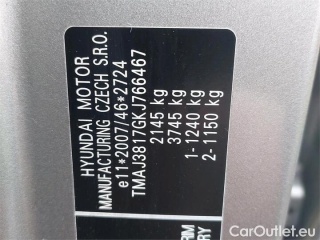 HYUNDAI MOTOR
MANUFACTURING CZECH S.R.O.
e11*2007/46*2724
TMAJ3817GKJ766467
2145 kg
3745 kg
1-1240 kg
2-1150 kg
CarOutlet.eu